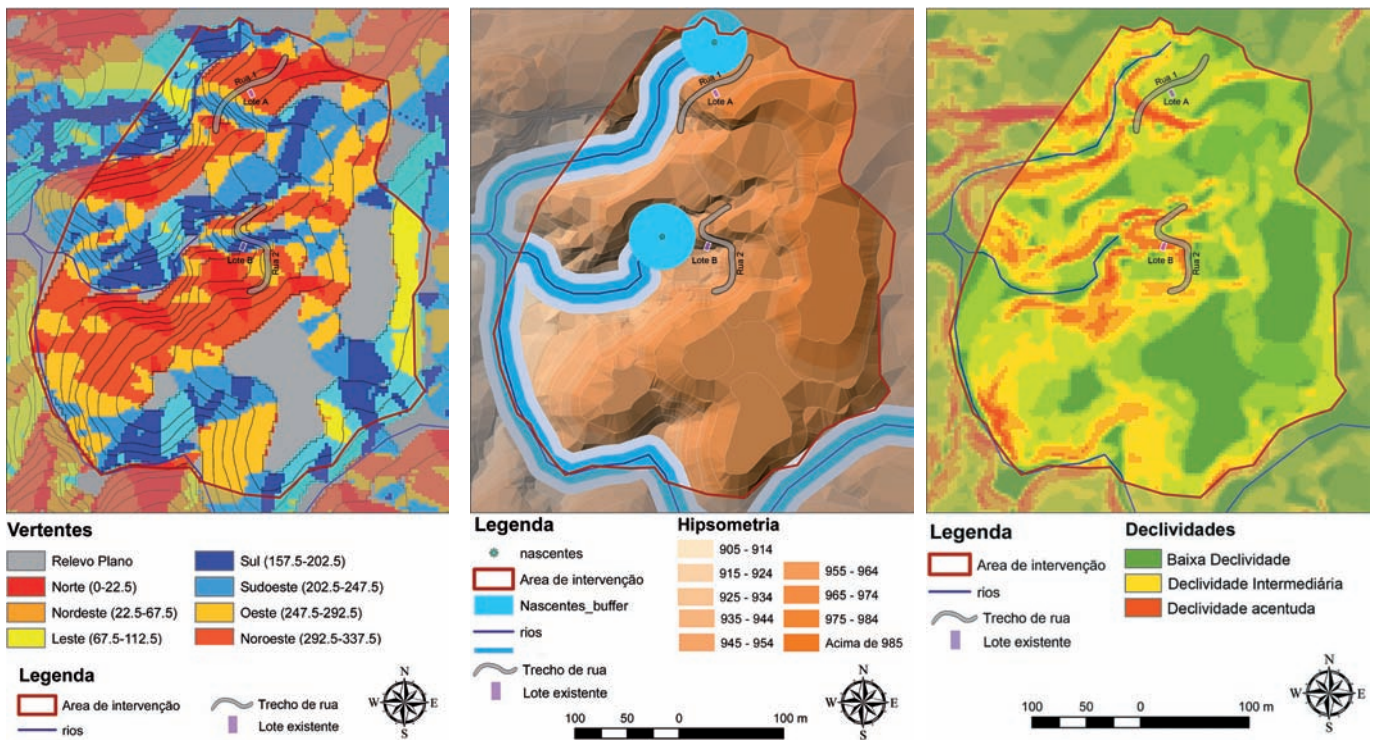 Rua 1
Lote A
Lote B
Rua 2
Vertentes
Relevo Plano
Norte (0-22.5)
Nordeste (22.5-67.5)
Leste (67.5-112.5)
Sul (157.5-202.5)
Sudoeste (202.5-247.5)
Oeste (247.5-292.5)
Noroeste (292.5-337.5)
Legenda
Area de intervenção
rios
Trecho de rua
Lote existente
N
W E
S
Rua 1
Lote A
Lote B
Rua 2
Legenda
nascentes
Area de intervenção
Nascentes_buffer
rios
Trecho de rua
Lote existente
Hipsometria
905 - 914
915 - 924
925 - 934
935 - 944
945 - 954
955 - 964
965 - 974
975 - 984
Acima de 985
N
W E
S
100 50 0 100 m
Rua 1
Lote A
Lote B
Rua 2
Legenda
Area de intervenção
rios
Trecho de rua
Lote existente
Declividades
Baixa Declividade
Declividade Intermediária
Declividade acentuda
N
W E
S
100 50 0 100 m